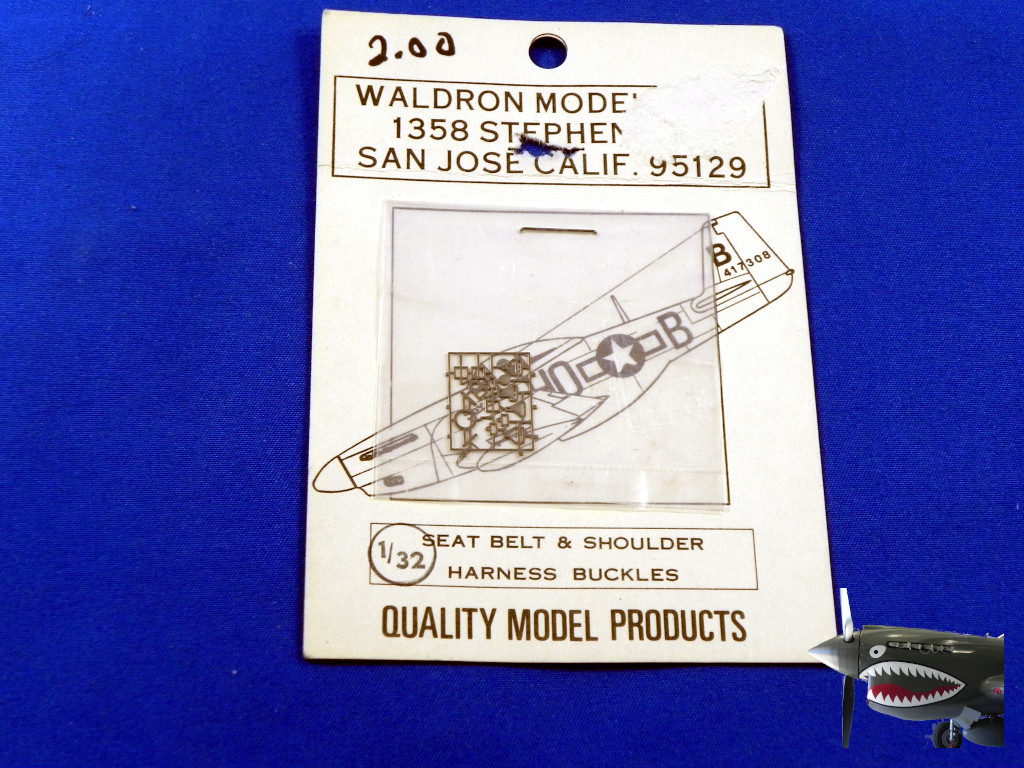 2.00
WALDRON MODE
1358 STEPHEN
SAN JOSE CALIF. 95129
B
417308
B
O
1/32
SEAT BELT & SHOULDER
HARNESS BUCKLES
QUALITY MODEL PRODUCTS